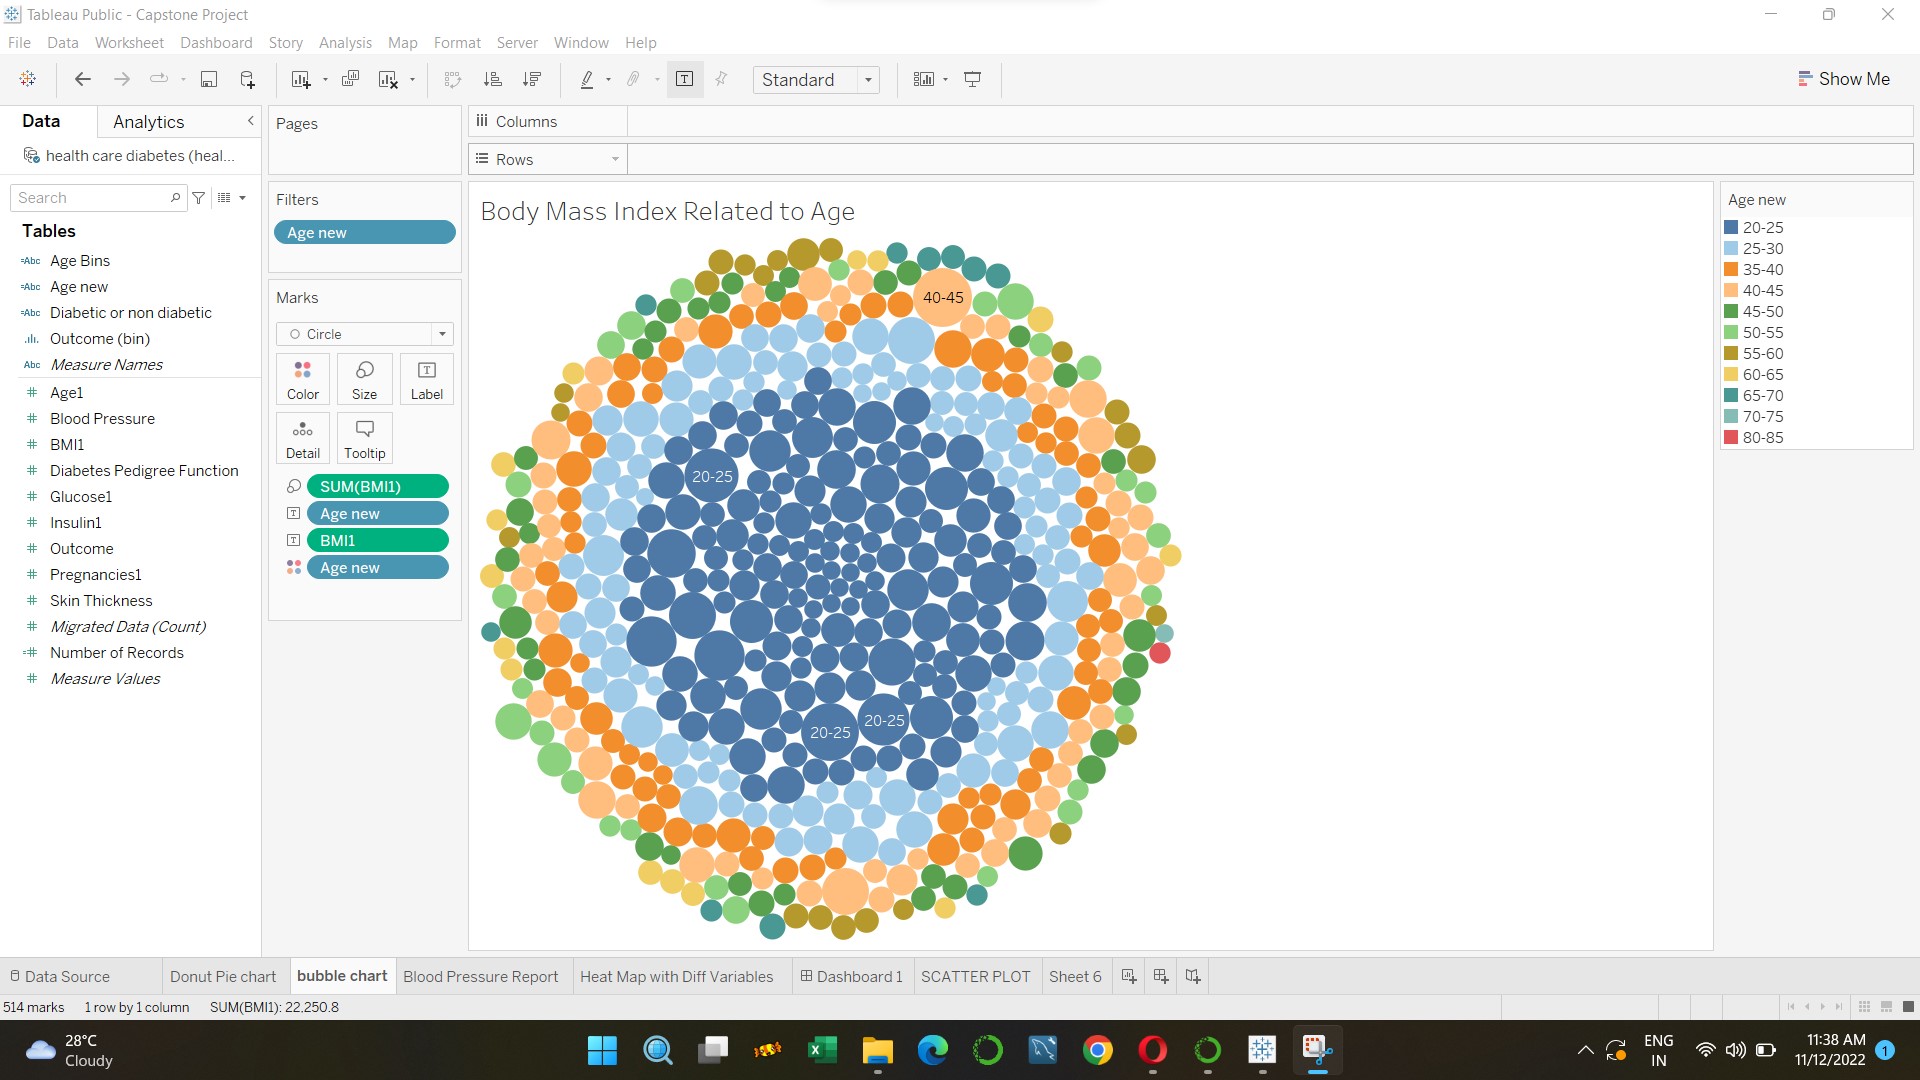 Tableau Public - Capstone Project
File Data Worksheet Dashboard Story Analysis Map Format Server Window Help
Standard
Show Me
Data Analytics
health care diabetes (heal...
Search
Tables
Abc Age Bins
Abc Age new
Abc Diabetic or non diabetic
Outcome (bin)
Abc Measure Names
Age1
Blood Pressure
BMI1
Diabetes Pedigree Function
Glucose1
Insulin1
Outcome
Pregnancies1
Skin Thickness
Migrated Data (Count)
Number of Records
Measure Values
Pages
Filters
Age new
Marks
Circle
Color Size Label
Detail Tooltip
SUM(BMI1)
Age new
BMI1
Age new
Columns
Rows
Body Mass Index Related to Age
40-45
20-25
20-25
20-25
Age new
20-25
25-30
35-40
40-45
45-50
50-55
55-60
60-65
65-70
70-75
80-85
Data Source Donut Pie chart bubble chart Blood Pressure Report Heat Map with Diff Variables Dashboard 1 SCATTER PLOT Sheet 6
514 marks 1 row by 1 column SUM(BMI1): 22,250.8
28°C
Cloudy
ENG
IN
11:38 AM
11/12/2022
1